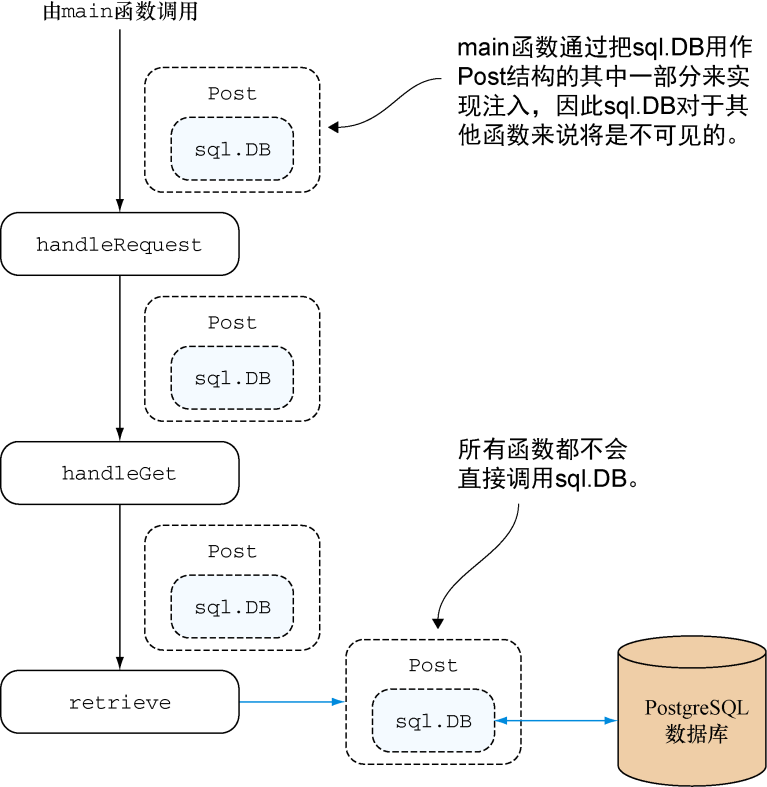 由main函数调用
Post
sql.DB
main函数通过把sql.DB用作
Post结构的其中一部分来实
现注入，因此sql.DB对于其
他函数来说将是不可见的。
handleRequest
Post
sql.DB
handleGet
所有函数都不会
直接调用sql.DB。
Post
sql.DB
retrieve
Post
sql.DB
PostgreSQL
数据库